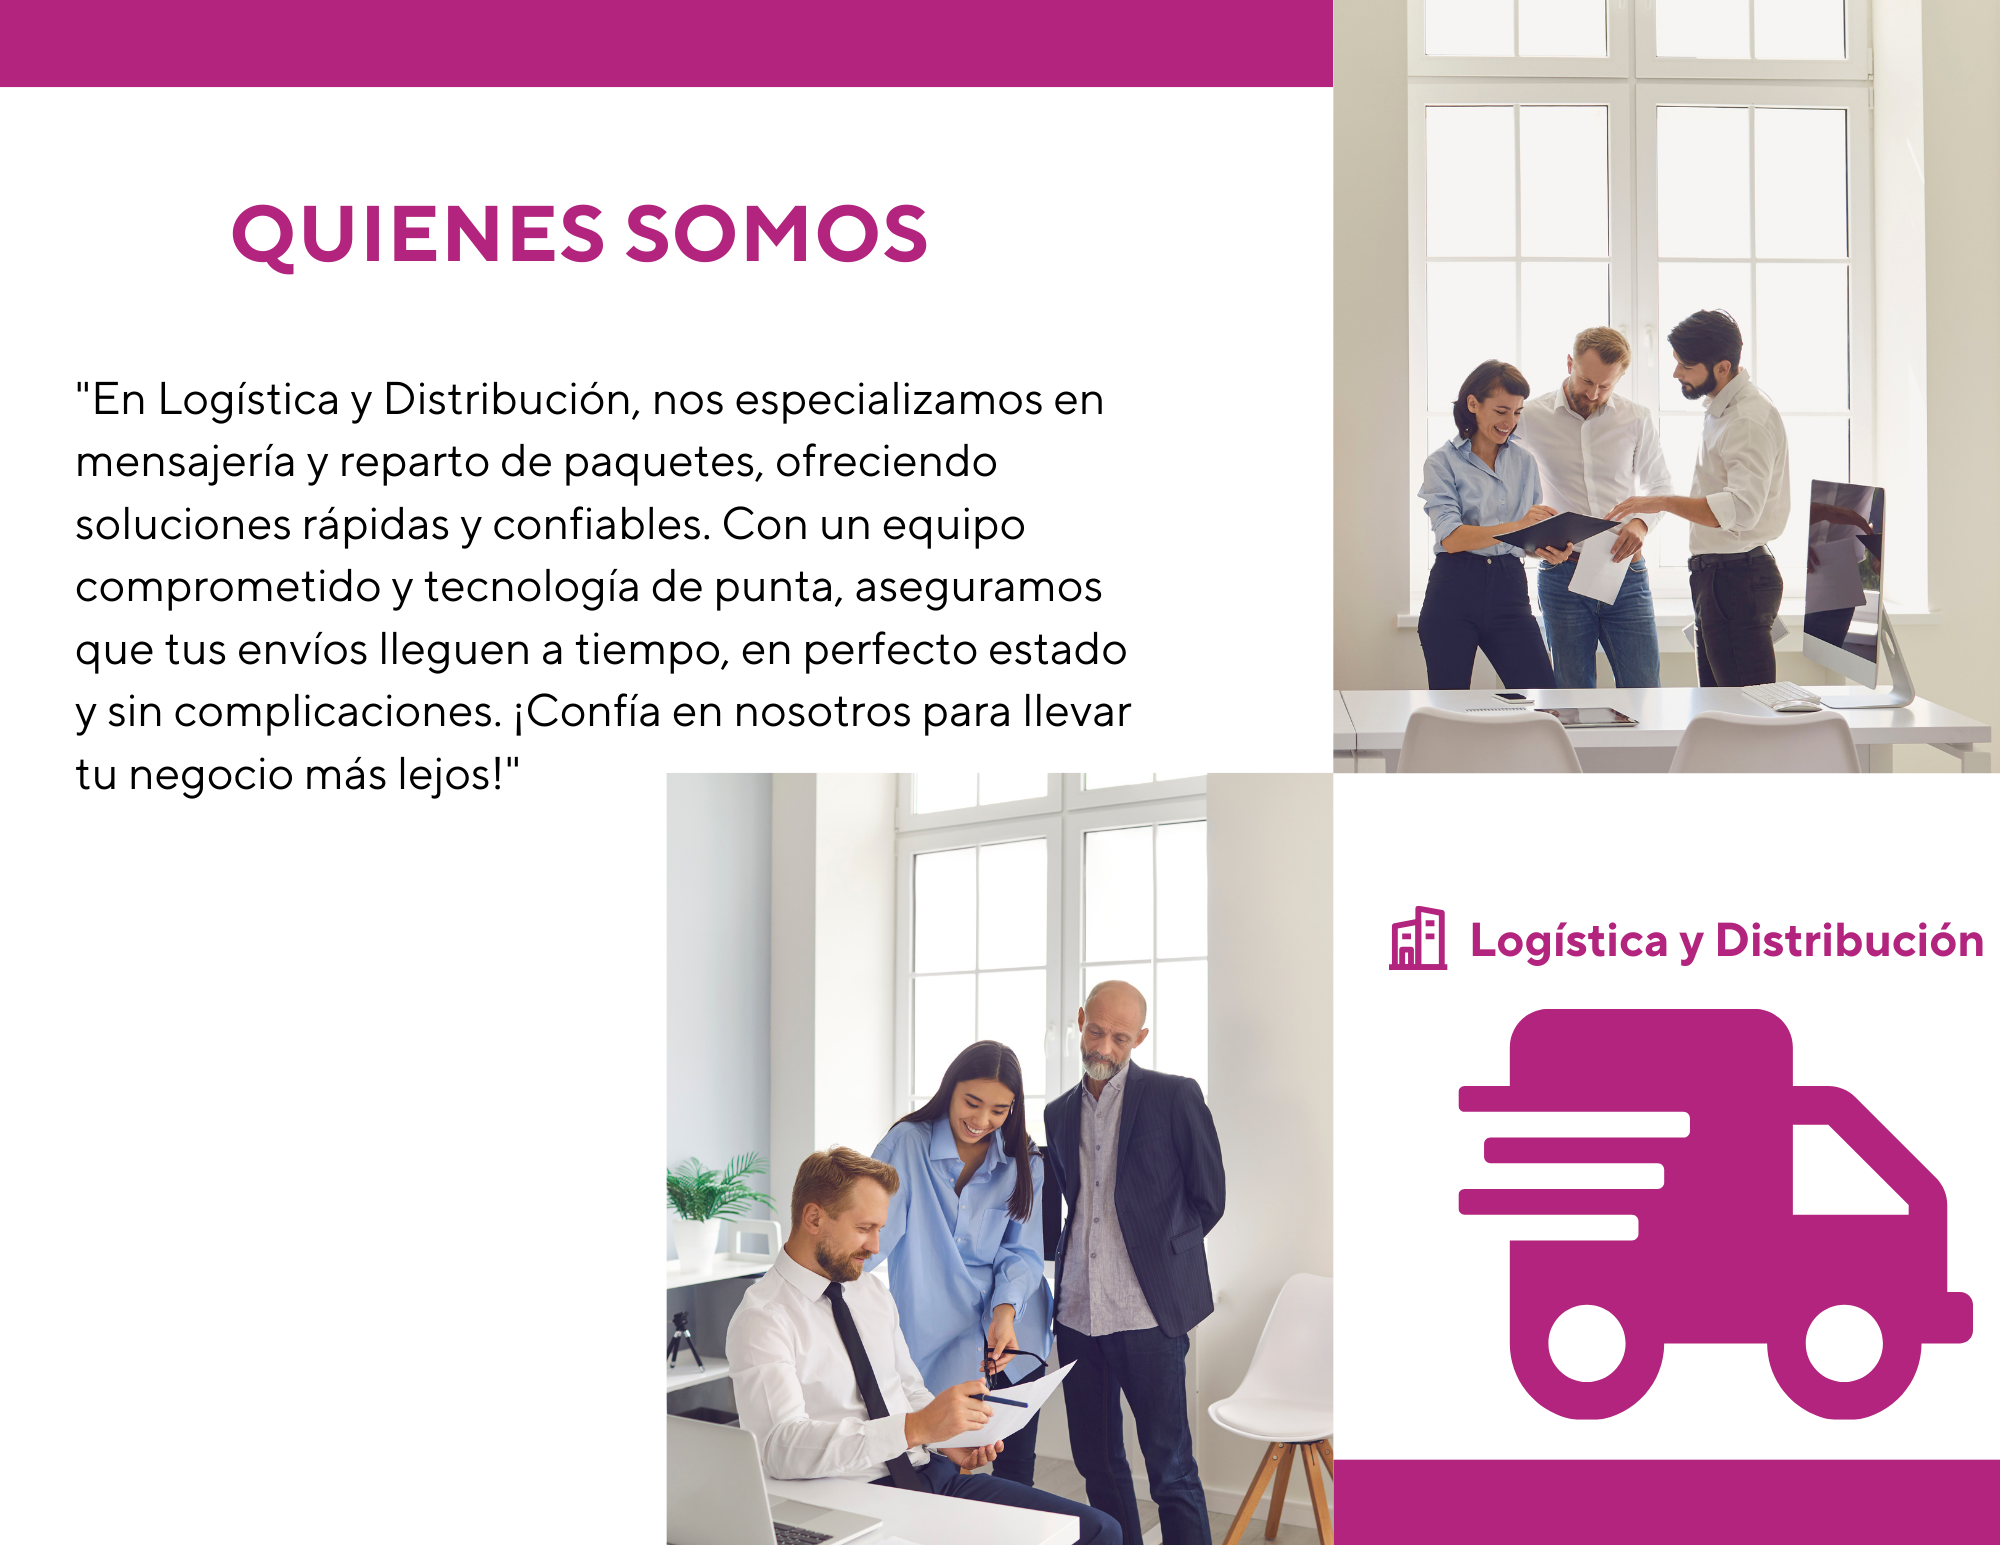 QUIENES SOMOS
"En Logística y Distribución, nos especializamos en
mensajería y reparto de paquetes, ofreciendo
soluciones rápidas y confiables. Con un equipo
comprometido y tecnología de punta, aseguramos
que tus envíos lleguen a tiempo, en perfecto estado
y sin complicaciones. ¡Confía en nosotros para llevar
tu negocio más lejos!"
Logística y Distribución